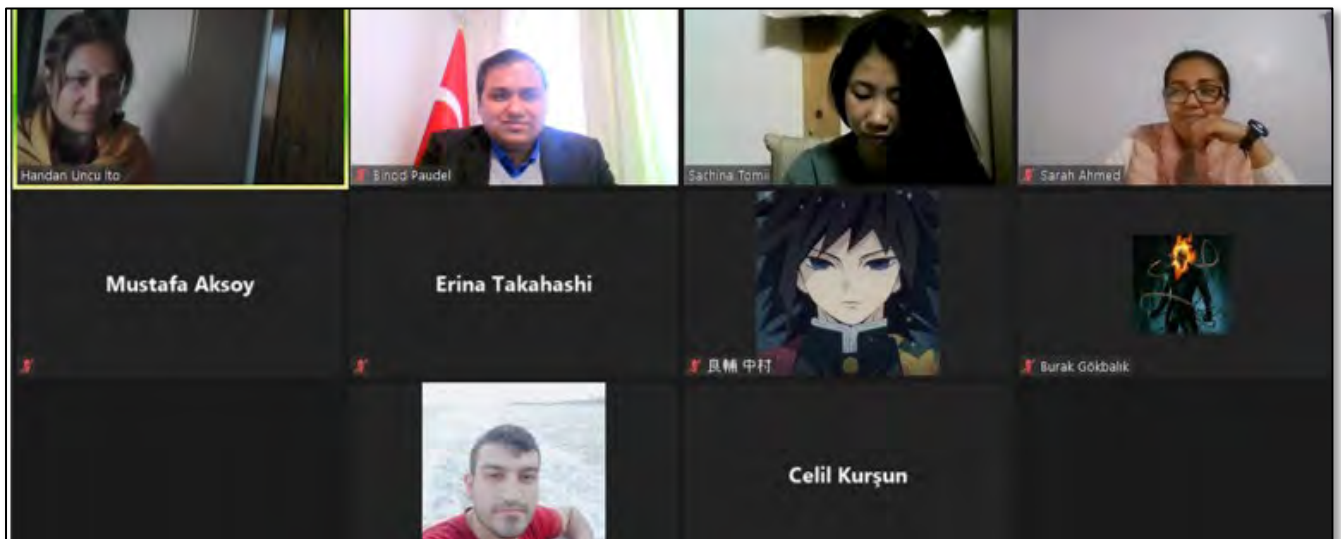 Handan Uncu Ito
Binod Paudel
Sachina Tomii
Sarah Ahmed
Mustafa Aksoy
Erina Takahashi
良輔 中村
Burak Gökbalık
Celil Kurşun